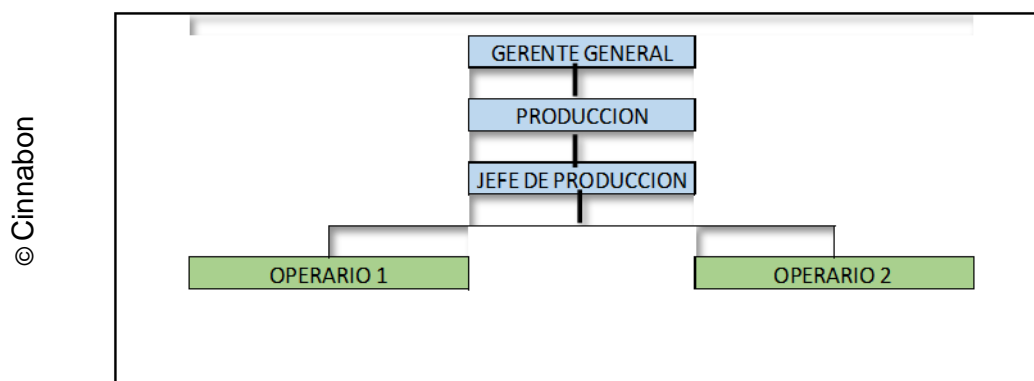 © Cinnabon
GERENTE GENERAL
PRODUCCION
JEFE DE PRODUCCION
OPERARIO 1
OPERARIO 2